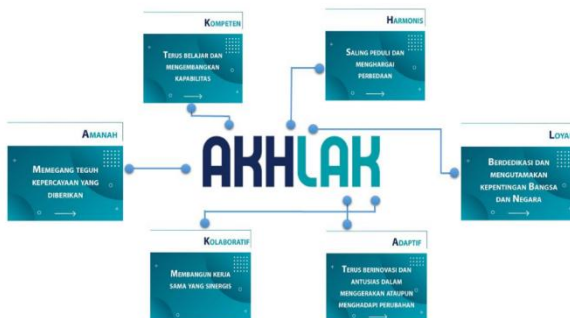 KOMPETEN
TERUS BELAJAR DAN
MENGEMBANGKAN
KAPABILITAS
HARMONIS
SALING PEDULI DAN
MENGHARGAI
PERBEDAAN
AMANAH
MEMEGANG TEGUH
KEPERCAYAAN YANG
DIBERIKAN
AKHLAK
LOYA
BERDEDIKASI DAN
MENGUTAMAKAN
KEPENTINGAN BANGSA
DAN NEGARA
KOLABORATIF
MEMBANGUN KERJA
SAMA YANG SINERGIS
ADAPTIF
TERUS BERINOVASI DAN
ANTUSIAS DALAM
MENGGERAKAN ATAUPUN
MENGHADAPI PERUBAHAN